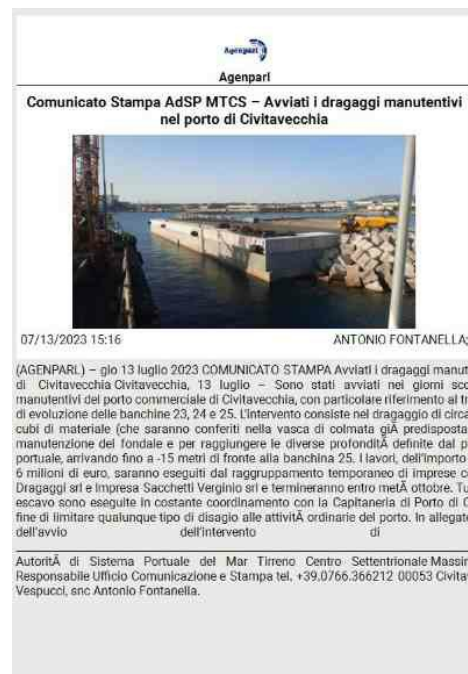 Agenparl
Agenparl
Comunicato Stampa AdSP MTCS – Avviati i dragaggi manutentivi
nel porto di Civitavecchia
07/13/2023 15:16
ANTONIO FONTANELLA;
(AGENPARL) – gio 13 luglio 2023 COMUNICATO STAMPA Avviati i dragaggi manut
di Civitavecchia Civitavecchia, 13 luglio – Sono stati avviati nei giorni sco
manutentivi del porto commerciale di Civitavecchia, con particolare riferimento al tr
di evoluzione delle banchine 23, 24 e 25. L'intervento consiste nel dragaggio di circa
cubi di materiale (che saranno conferiti nella vasca di colmata giÃ predisposta
manutenzione del fondale e per raggiungere le diverse profonditÃ definite dal p
portuale, arrivando fino a -15 metri di fronte alla banchina 25. I lavori, dell'importo
6 milioni di euro, saranno eseguiti dal raggruppamento temporaneo di imprese c
Dragaggi srl e Impresa Sacchetti Verginio srl e termineranno entro metÃ ottobre. Tu
escavo sono eseguite in costante coordinamento con la Capitaneria di Porto di C
fine di limitare qualunque tipo di disagio alle attivitÃ ordinarie del porto. In allegato
dell'avvio dell'intervento di
AutoritÃ di Sistema Portuale del Mar Tirreno Centro Settentrionale Massin
Responsabile Ufficio Comunicazione e Stampa tel. +39.0766.366212 00053 Civita
Vespucci, snc Antonio Fontanella.